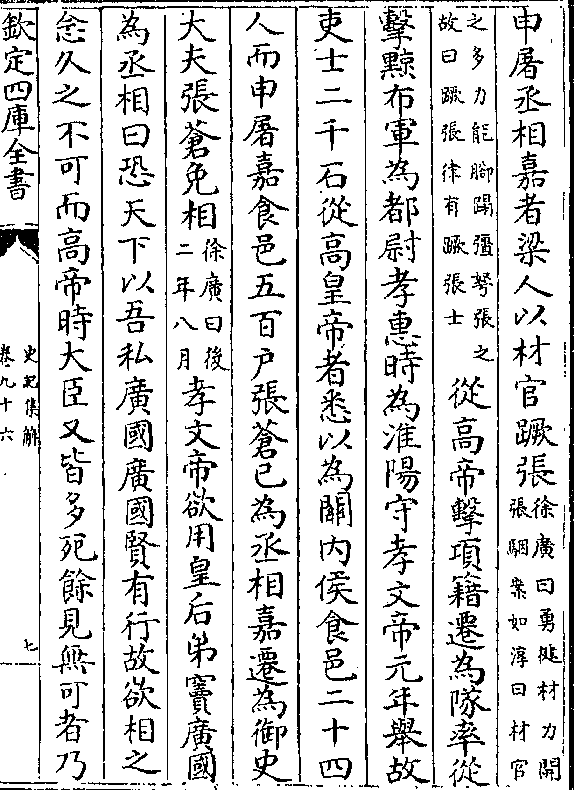 申屠丞相嘉者梁人以材官蹶張徐廣曰勇健材力開張駰案如淳曰材官
之多力能腳蹋彊弩張之故曰蹶張律有蹶張士從高帝擊項籍遷為隊率從
擊黥布軍為都尉孝惠時為淮陽守孝文帝元年舉故
吏士二千石從高皇帝者悉以為關内侯食邑二十四
人而申屠嘉食邑五百户張蒼已為丞相嘉遷為御史
大夫張蒼免相徐廣曰後二年八月孝文帝欲用皇后弟竇廣國
為丞相曰恐天下以吾私廣國廣國賢有行故欲相之
念久之不可而高帝時大臣又皆多死餘見無可者乃
欽定四庫全書
史記集解
卷九十六
七